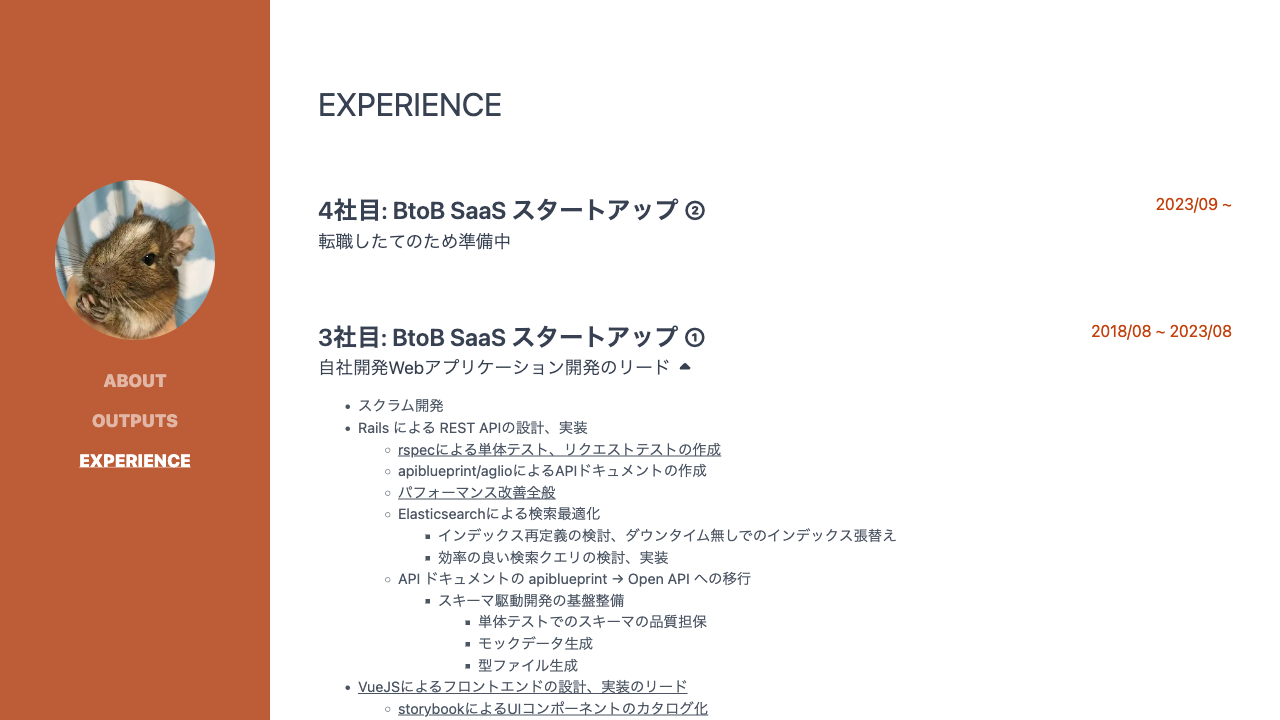 ABOUT
OUTPUTS
EXPERIENCE
EXPERIENCE
4社目: BtoB SaaS スタートアップ ②
2023/09 ~
転職したてのため準備中
3社目: BtoB SaaS スタートアップ ①
2018/08 ~ 2023/08
自社開発Webアプリケーション開発のリード
スクラム開発
Rails による REST APIの設計、実装
rspecによる単体テスト、リクエストテストの作成
apiblueprint/aglioによるAPIドキュメントの作成
パフォーマンス改善全般
Elasticsearchによる検索最適化
インデックス再定義の検討、ダウンタイム無しでのインデックス張替え
効率の良い検索クエリの検討、実装
API ドキュメントの apiblueprint → Open API への移行
スキーマ駆動開発の基盤整備
単体テストでのスキーマの品質担保
モックデータ生成
型ファイル生成
VueJSによるフロントエンドの設計、実装のリード
storybookによるUIコンポーネントのカタログ化